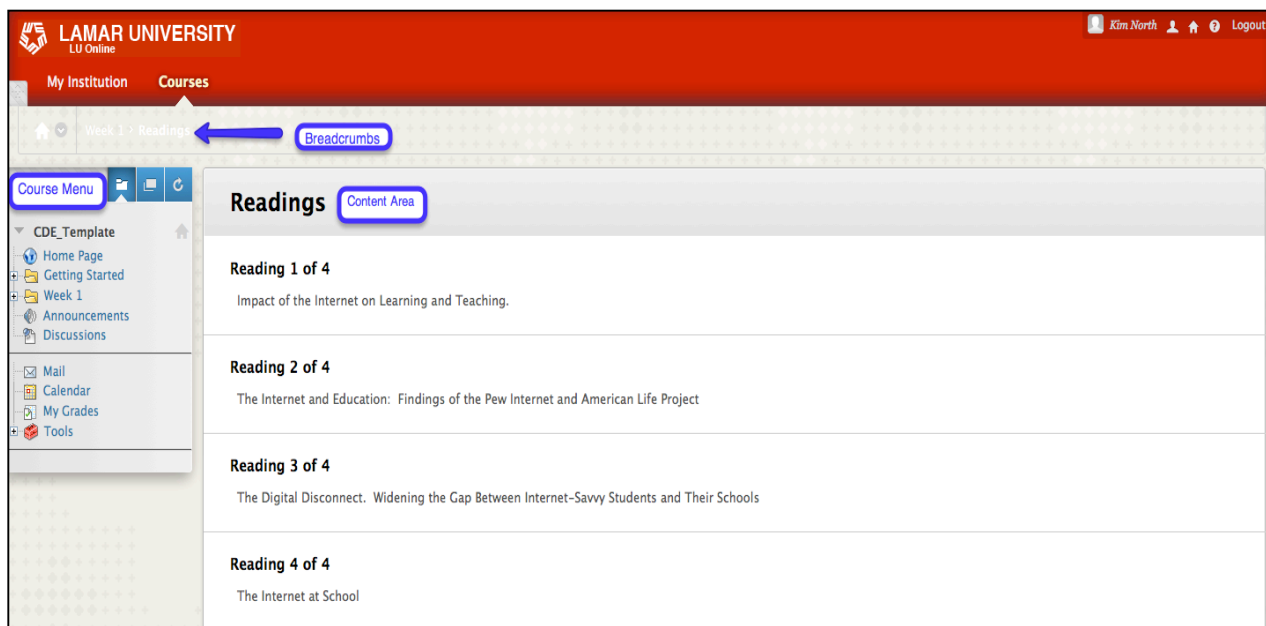 LAMAR UNIVERSITY
LU Online
Kim North
Logout
My Institution Courses
Week 1 > Readings
Breadcrumbs
Course Menu
CDE_Template
Home Page
Getting Started
Week 1
Announcements
Discussions
Mail
Calendar
My Grades
Tools
Readings
Content Area
Reading 1 of 4
Impact of the Internet on Learning and Teaching.
Reading 2 of 4
The Internet and Education: Findings of the Pew Internet and American Life Project
Reading 3 of 4
The Digital Disconnect. Widening the Gap Between Internet-Savvy Students and Their Schools
Reading 4 of 4
The Internet at School